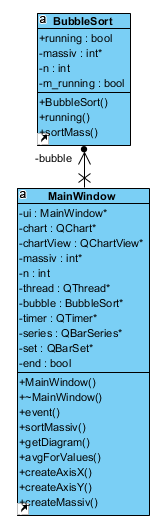 a
BubbleSort
+running : bool
-massiv : int*
-n : int
-m_running : bool
+BubbleSort()
+running()
+sortMass()
-bubble
a
MainWindow
-ui : MainWindow*
-chart : QChart*
-chartView : QChartView*
-massiv : int*
-n : int
-thread : QThread*
-bubble : BubbleSort*
-timer : QTimer*
-series : QBarSeries*
-set : QBarSet*
-end : bool
+MainWindow()
+~MainWindow()
+event()
+sortMassiv()
+getDiagram()
+avgForValues()
+createAxisX()
+createAxisY()
+createMassiv()